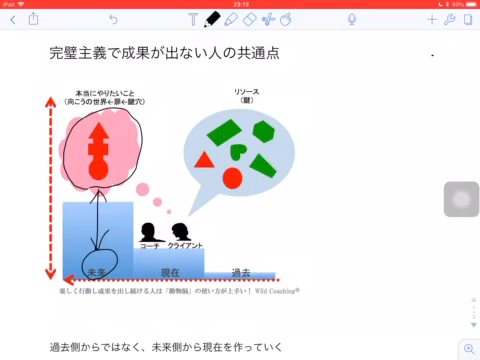 iPad
23:13
99%
完璧主義で成果が出ない人の共通点
本当にやりたいこと
(向こうの世界←扉←鍵穴)
リソース
(鍵)
コーチ
クライアント
未来
現在
過去
楽しく行動し成果を出し続ける人は「動物脳」の使い方が上手い! Wild Coaching®
過去側からではなく、未来側から現在を作っていく